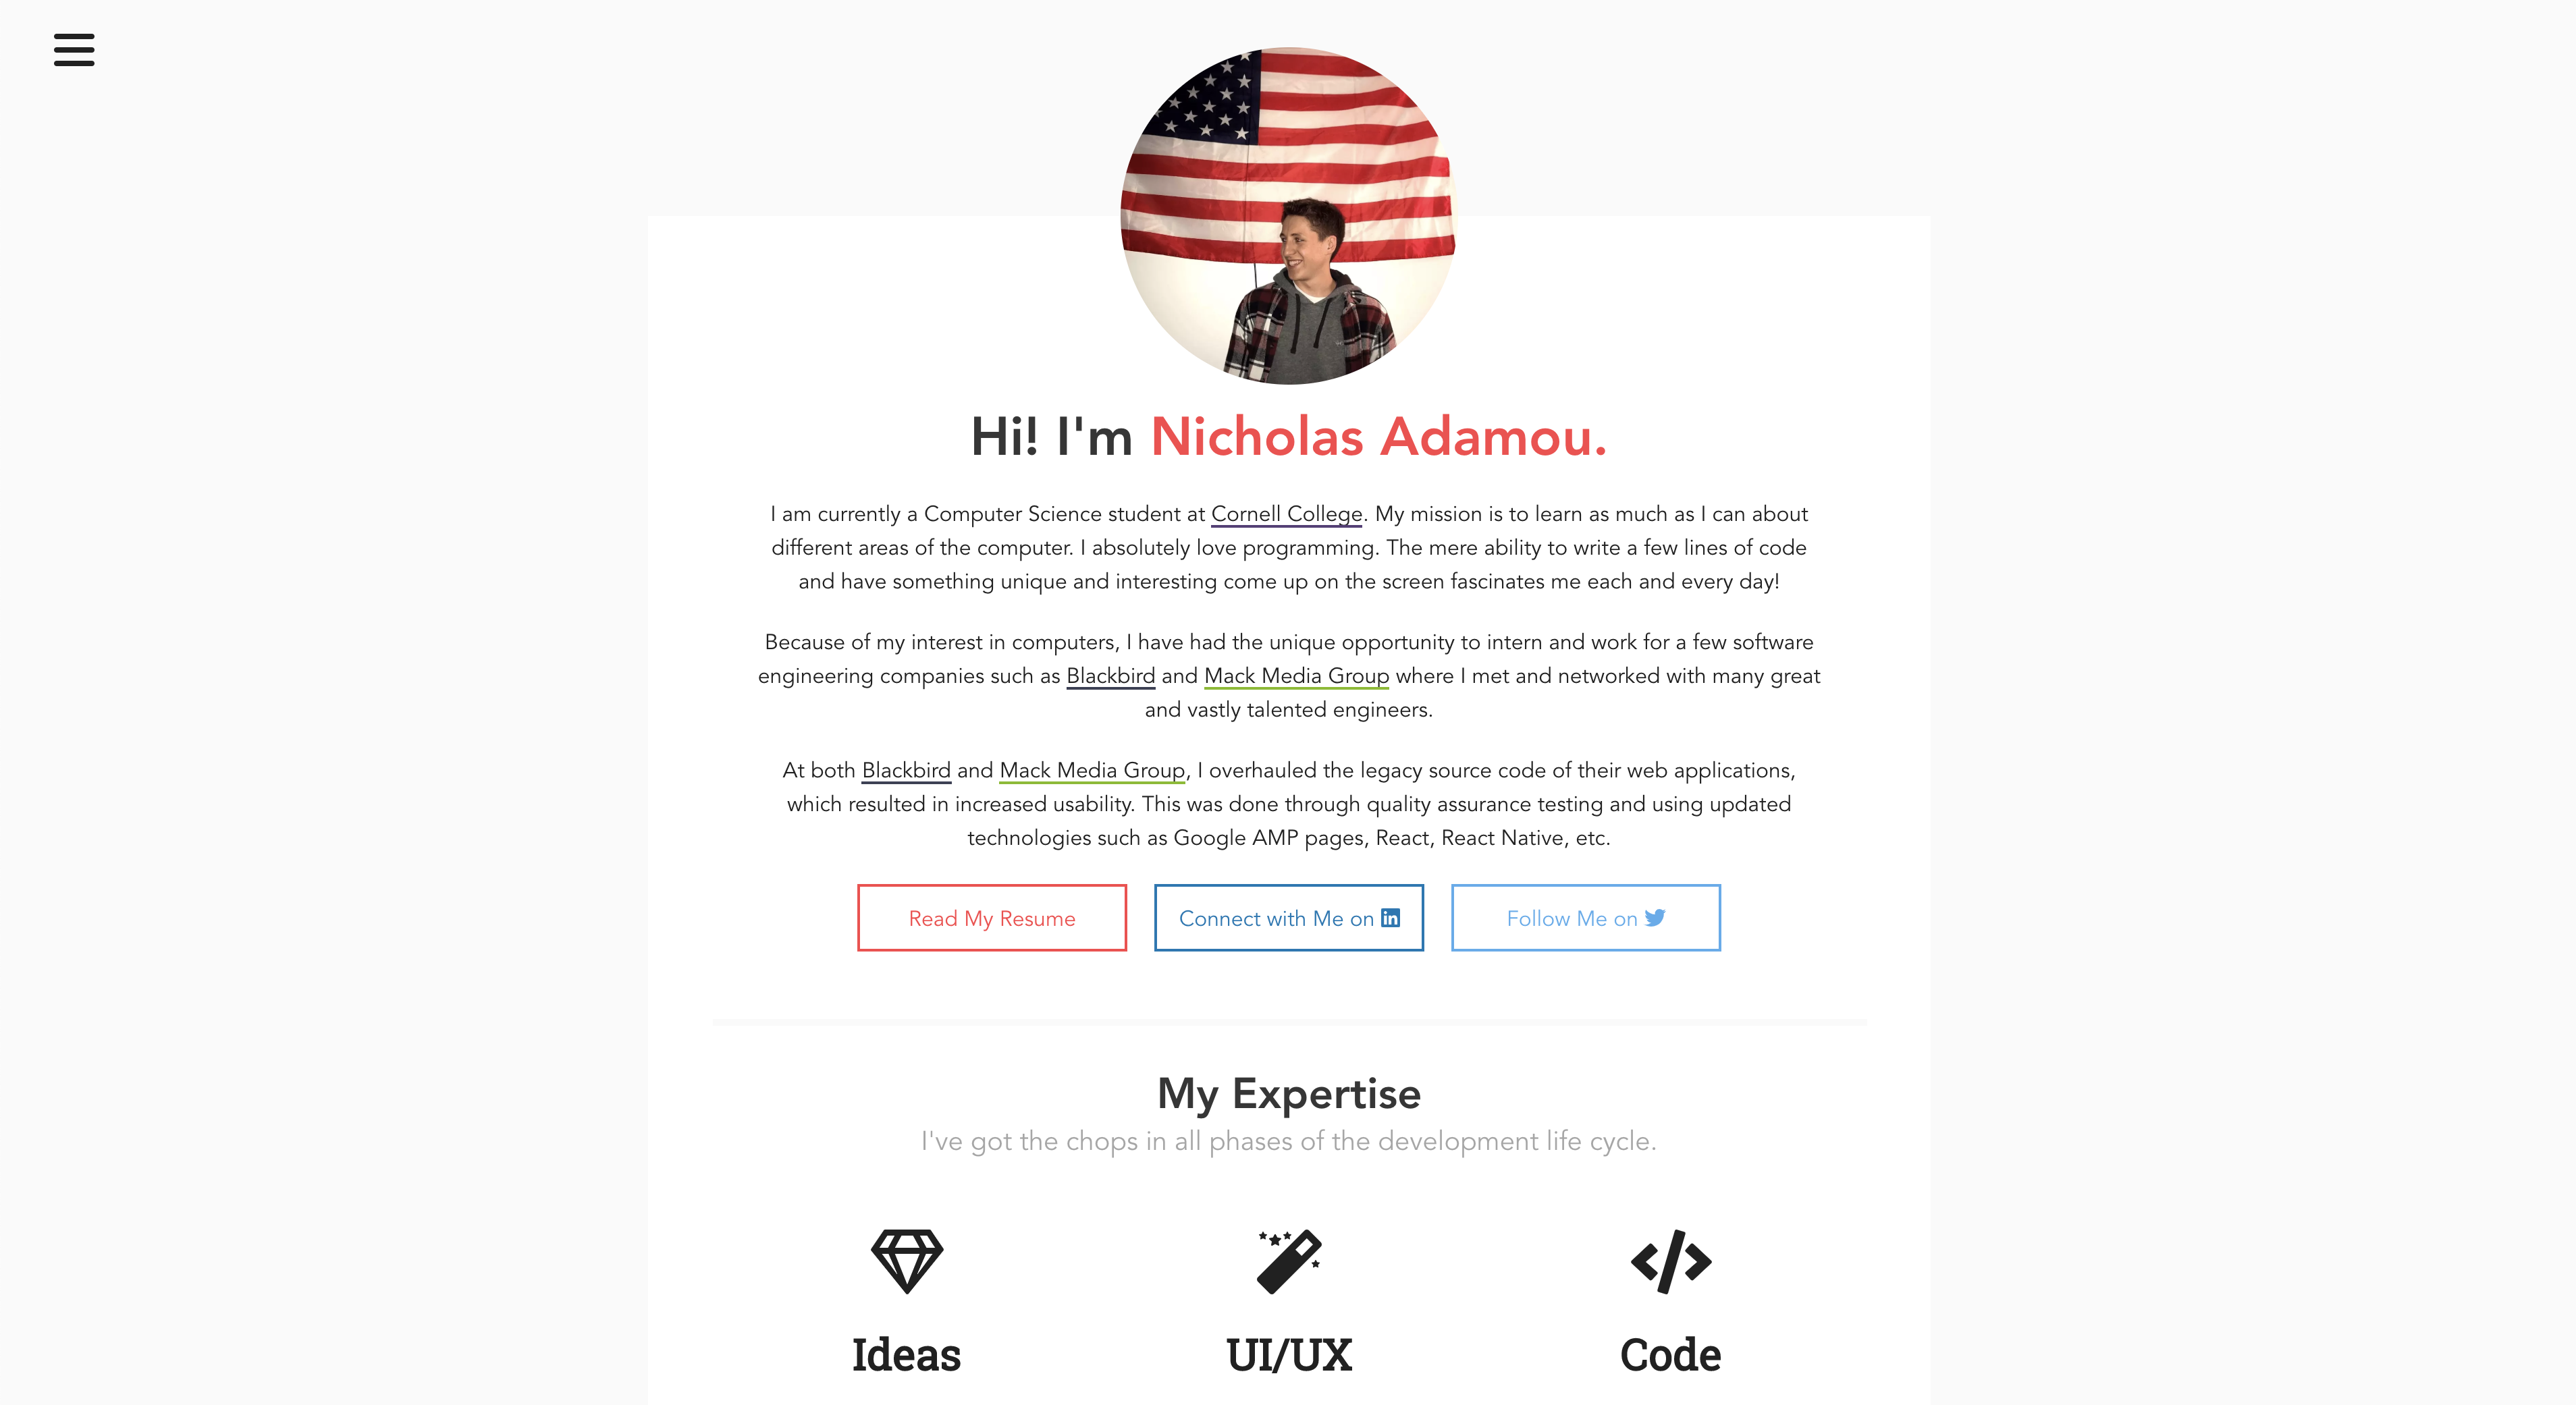 Hi! I'm Nicholas Adamou.
I am currently a Computer Science student at Cornell College. My mission is to learn as much as I can about
different areas of the computer. I absolutely love programming. The mere ability to write a few lines of code
and have something unique and interesting come up on the screen fascinates me each and every day!
Because of my interest in computers, I have had the unique opportunity to intern and work for a few software
engineering companies such as Blackbird and Mack Media Group where I met and networked with many great
and vastly talented engineers.
At both Blackbird and Mack Media Group, I overhauled the legacy source code of their web applications,
which resulted in increased usability. This was done through quality assurance testing and using updated
technologies such as Google AMP pages, React, React Native, etc.
Read My Resume
Connect with Me on in
Follow Me on
My Expertise
I've got the chops in all phases of the development life cycle.
Ideas
UI/UX
Code